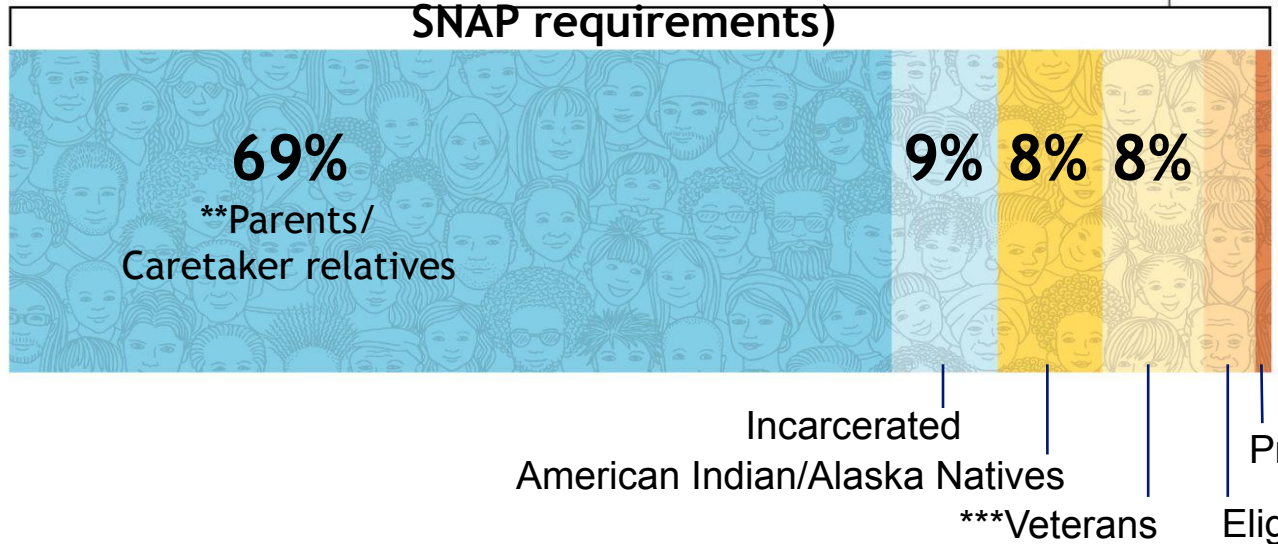 SNAP requirements)
69%
**Parents/
Caretaker relatives
9%
8%
8%
Incarcerated
American Indian/Alaska Natives
***Veterans